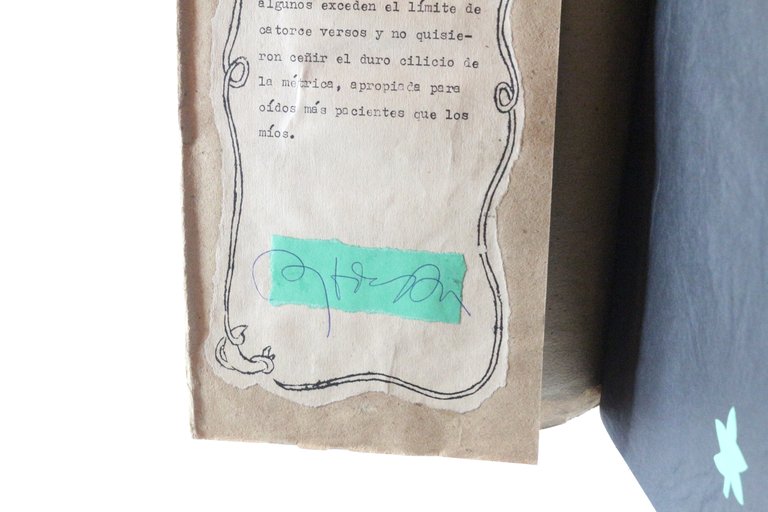 algunos exceden el límite de
catorce versos y no quisie-
ron ceñir el duro cilicio de
la métrica, apropiada para
oídos más pacientes que los
míos.